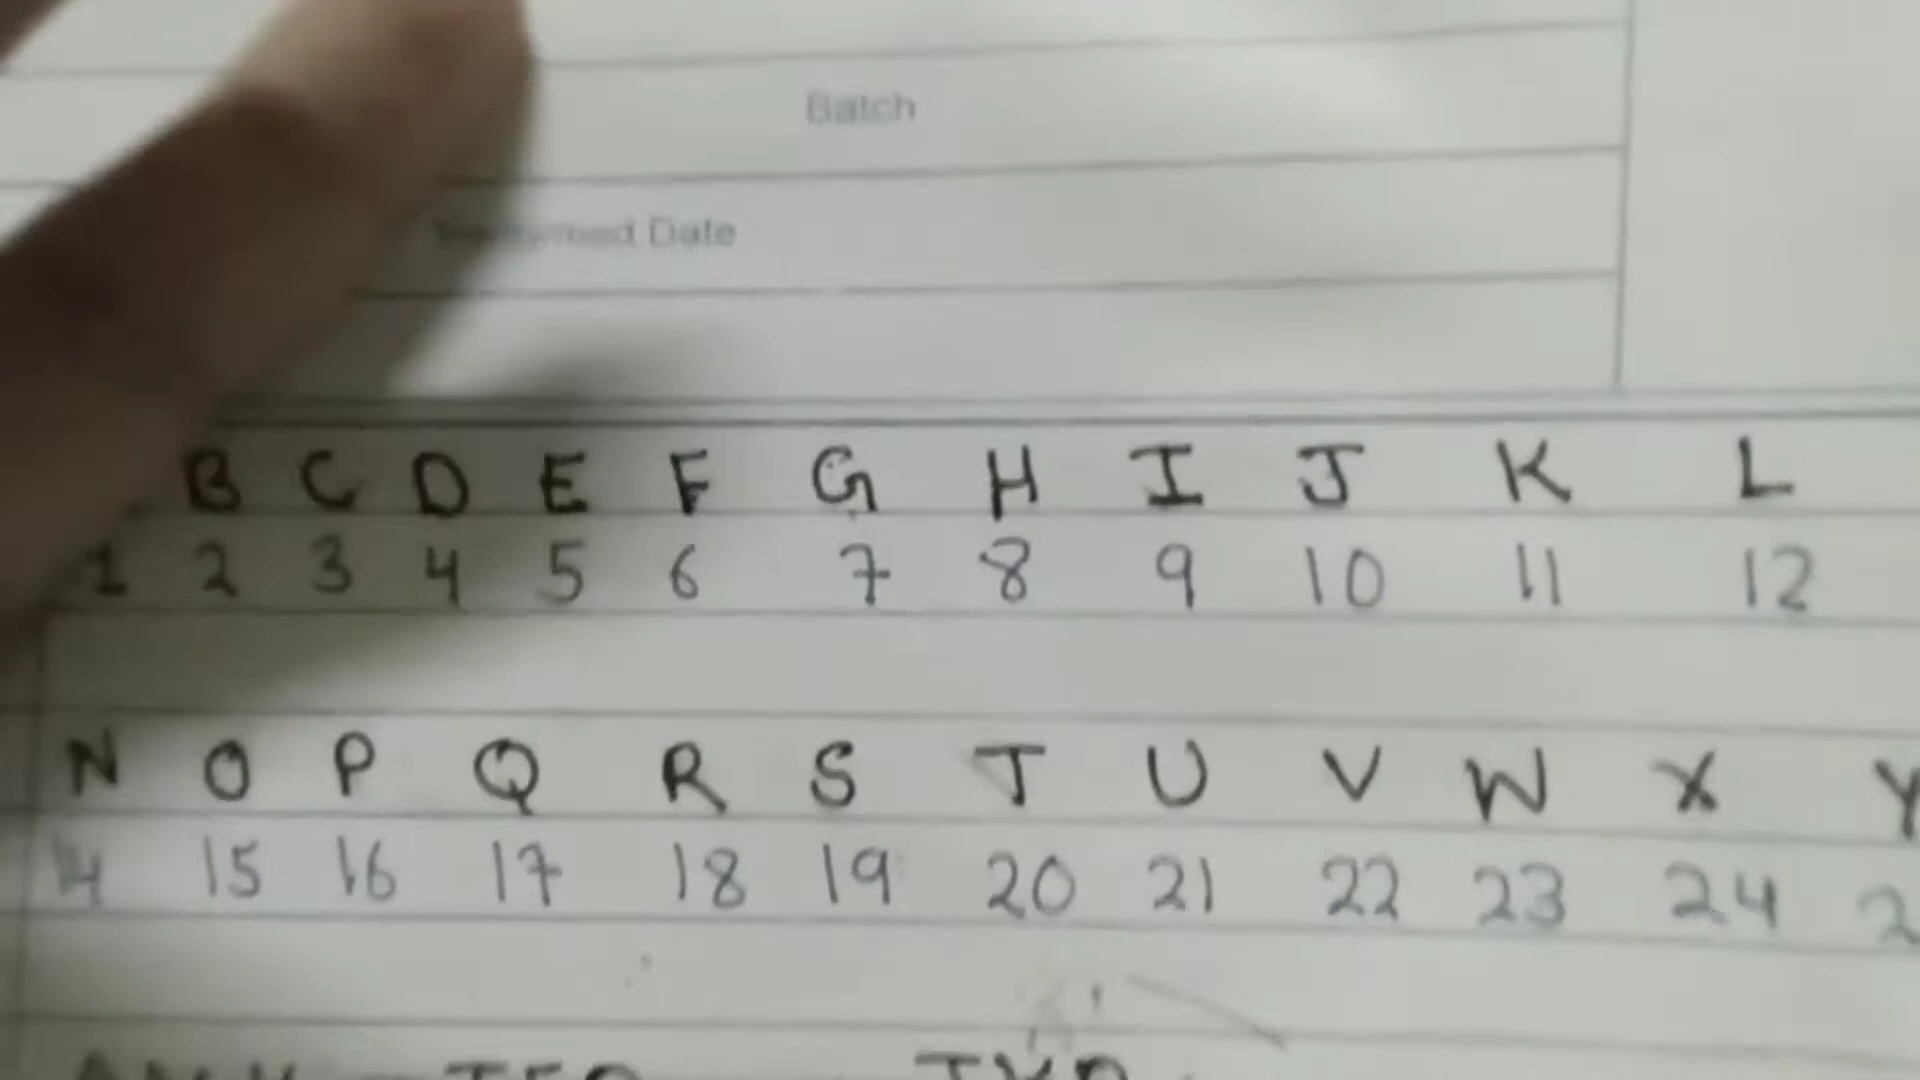 Batch
Date
B C D E F G H I J K L
1 2 3 4 5 6 7 8 9 10 11 12
N O P Q R S T U V W X Y
14 15 16 17 18 19 20 21 22 23 24